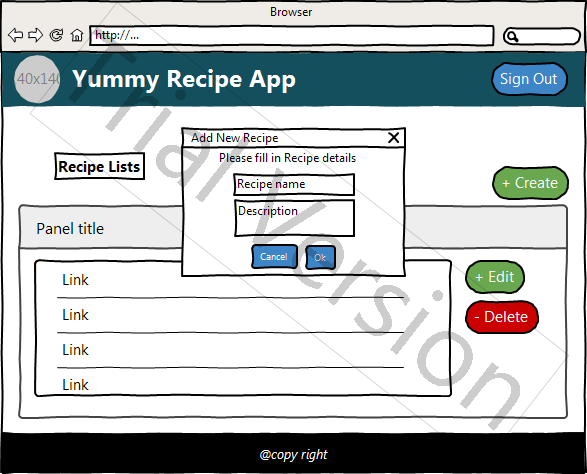 Browser
http://...
40x140
Yummy Recipe App
Sign Out
Add New Recipe
Please fill in Recipe details
Recipe name
Description
Cancel
Ok
Recipe Lists
+ Create
Panel title
Link
Link
Link
Link
+ Edit
- Delete
@copy right
Trial Version